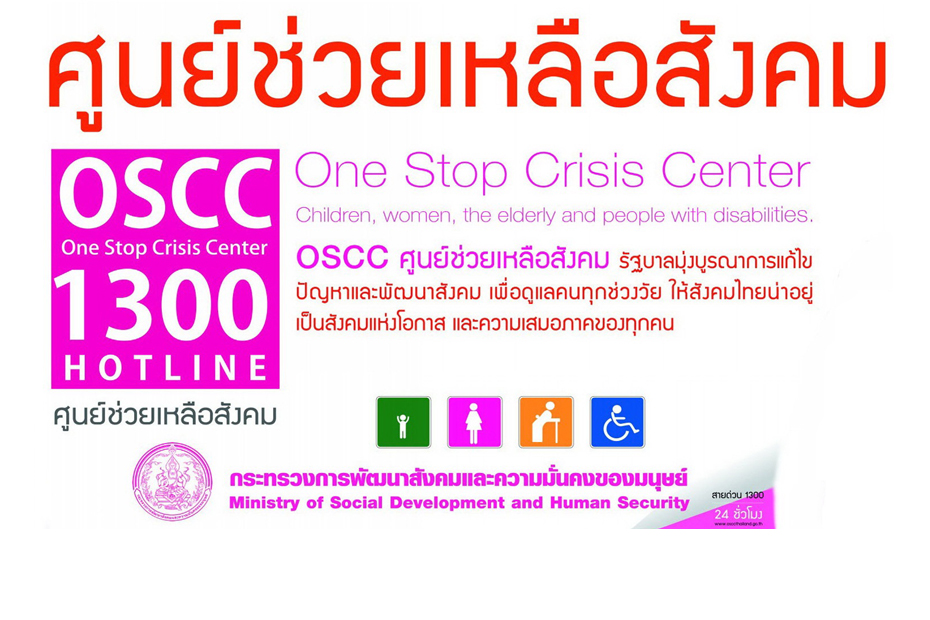 ศูนย์ช่วยเหลือสังคม
OSCC
One Stop Crisis Center
1300
HOTLINE
ศูนย์ช่วยเหลือสังคม
One Stop Crisis Center
Children, women, the elderly and people with disabilities.
OSCC ศูนย์ช่วยเหลือสังคม รัฐบาลมุ่งบูรณาการแก้ไข
ปัญหาและพัฒนาสังคม เพื่อดูแลคนทุกช่วงวัย ให้สังคมไทยน่าอยู่
เป็นสังคมแห่งโอกาส และความเสมอภาคของทุกคน
กระทรวงการพัฒนาสังคมและความมั่นคงของมนุษย์
Ministry of Social Development and Human Security
สายด่วน 1300
24 ชั่วโมง